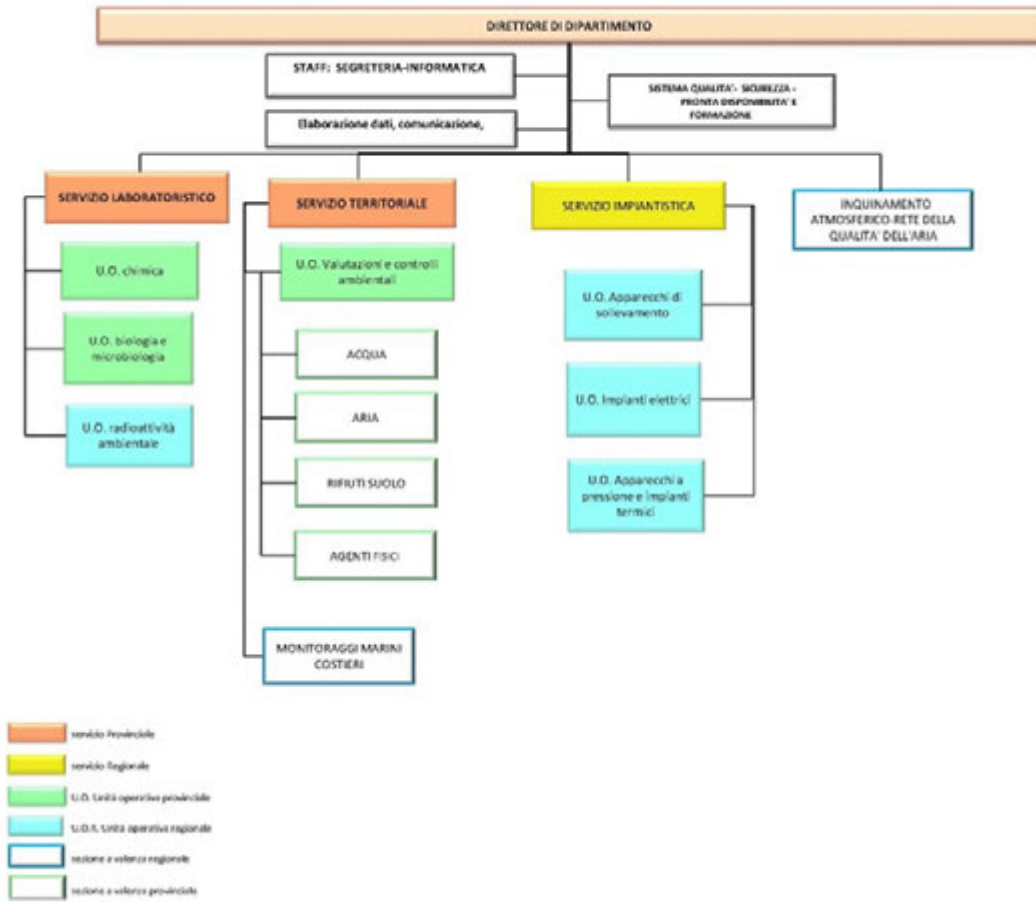 DIRETTORE DI DIPARTIMENTO
STAFF: SEGRETERIA-INFORMATICA
SISTEMA QUALITA'- SICUREZZA -
PRONTA DISPONIBILITA' E
FORMAZIONE
Elaborazione dati, comunicazione,
SERVIZIO LABORATORISTICO
SERVIZIO TERRITORIALE
SERVIZIO IMPIANTISTICA
INQUINAMENTO
ATMOSFERICO-RETE DELLA
QUALITA' DELL'ARIA
U.O. chimica
U.O. biologia e
microbiologia
U.O. radioattività
ambientale
U.O. Valutazioni e controlli
ambientali
ACQUA
ARIA
RIFIUTI SUOLO
AGENTI FISICI
MONITORAGGI MARINI
COSTIERI
U.O. Apparecchi di
sollevamento
U.O. Impianti elettrici
U.O. Apparecchi a
pressione e impianti
termici
servizio Provinciale
servizio Regionale
U.O. Unità operativa provinciale
U.O.R. Unità operativa regionale
sezione a valenza regionale
sezione a valenza provinciale